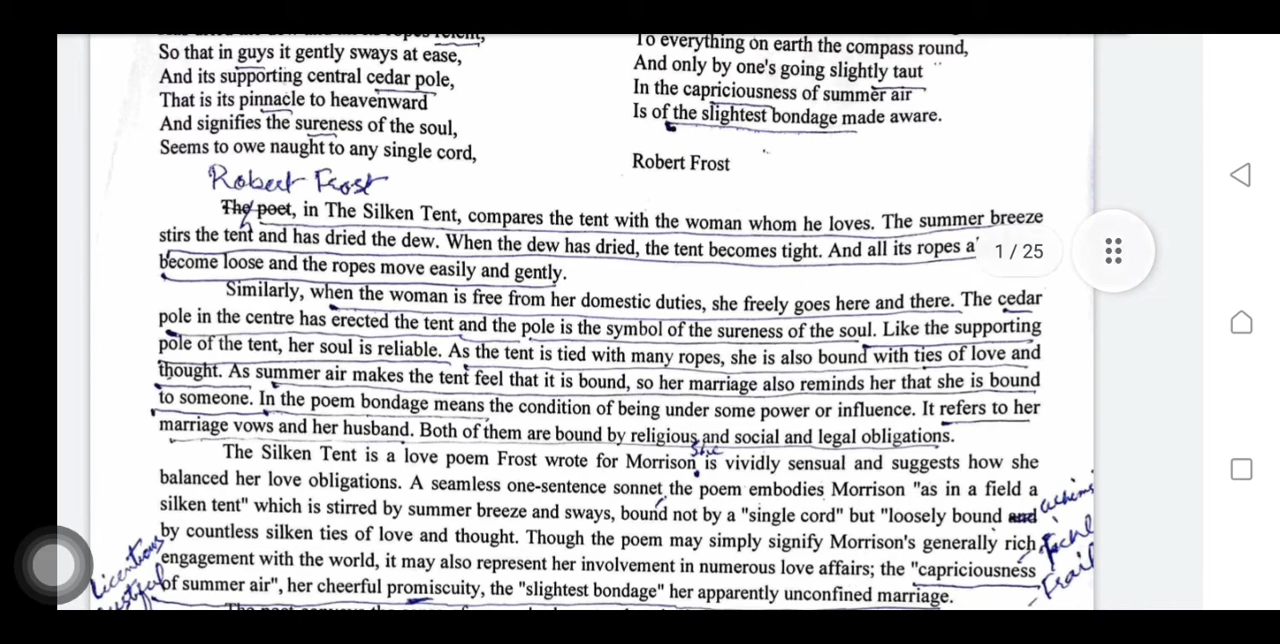 So that in guys it gently sways at ease,
And its supporting central cedar pole,
That is its pinnacle to heavenward
And signifies the sureness of the soul,
Seems to owe naught to any single cord,
To everything on earth the compass round,
And only by one's going slightly taut
In the capriciousness of summer air
Is of the slightest bondage made aware.
Robert Frost
Robert Frost
The poet, in The Silken Tent, compares the tent with the woman whom he loves. The summer breeze
stirs the tent and has dried the dew. When the dew has dried, the tent becomes tight. And all its ropes
1 / 25
become loose and the ropes move easily and gently.
Similarly, when the woman is free from her domestic duties, she freely goes here and there. The cedar
pole in the centre has erected the tent and the pole is the symbol of the sureness of the soul. Like the supporting
pole of the tent, her soul is reliable. As the tent is tied with many ropes, she is also bound with ties of love and
thought. As summer air makes the tent feel that it is bound, so her marriage also reminds her that she is bound
to someone. In the poem bondage means the condition of being under some power or influence. It refers to her
marriage vows and her husband. Both of them are bound by religious and social and legal obligations.
She
The Silken Tent is a love poem Frost wrote for Morrison is vividly sensual and suggests how she
balanced her love obligations. A seamless one-sentence sonnet the poem embodies Morrison "as in a field a
silken tent" which is stirred by summer breeze and sways, bound not by a "single cord" but "loosely bound and
by countless silken ties of love and thought. Though the poem may simply signify Morrison's generally rich
engagement with the world, it may also represent her involvement in numerous love affairs; the "capriciousness
of summer air", her cheerful promiscuity, the "slightest bondage" her apparently unconfined marriage.